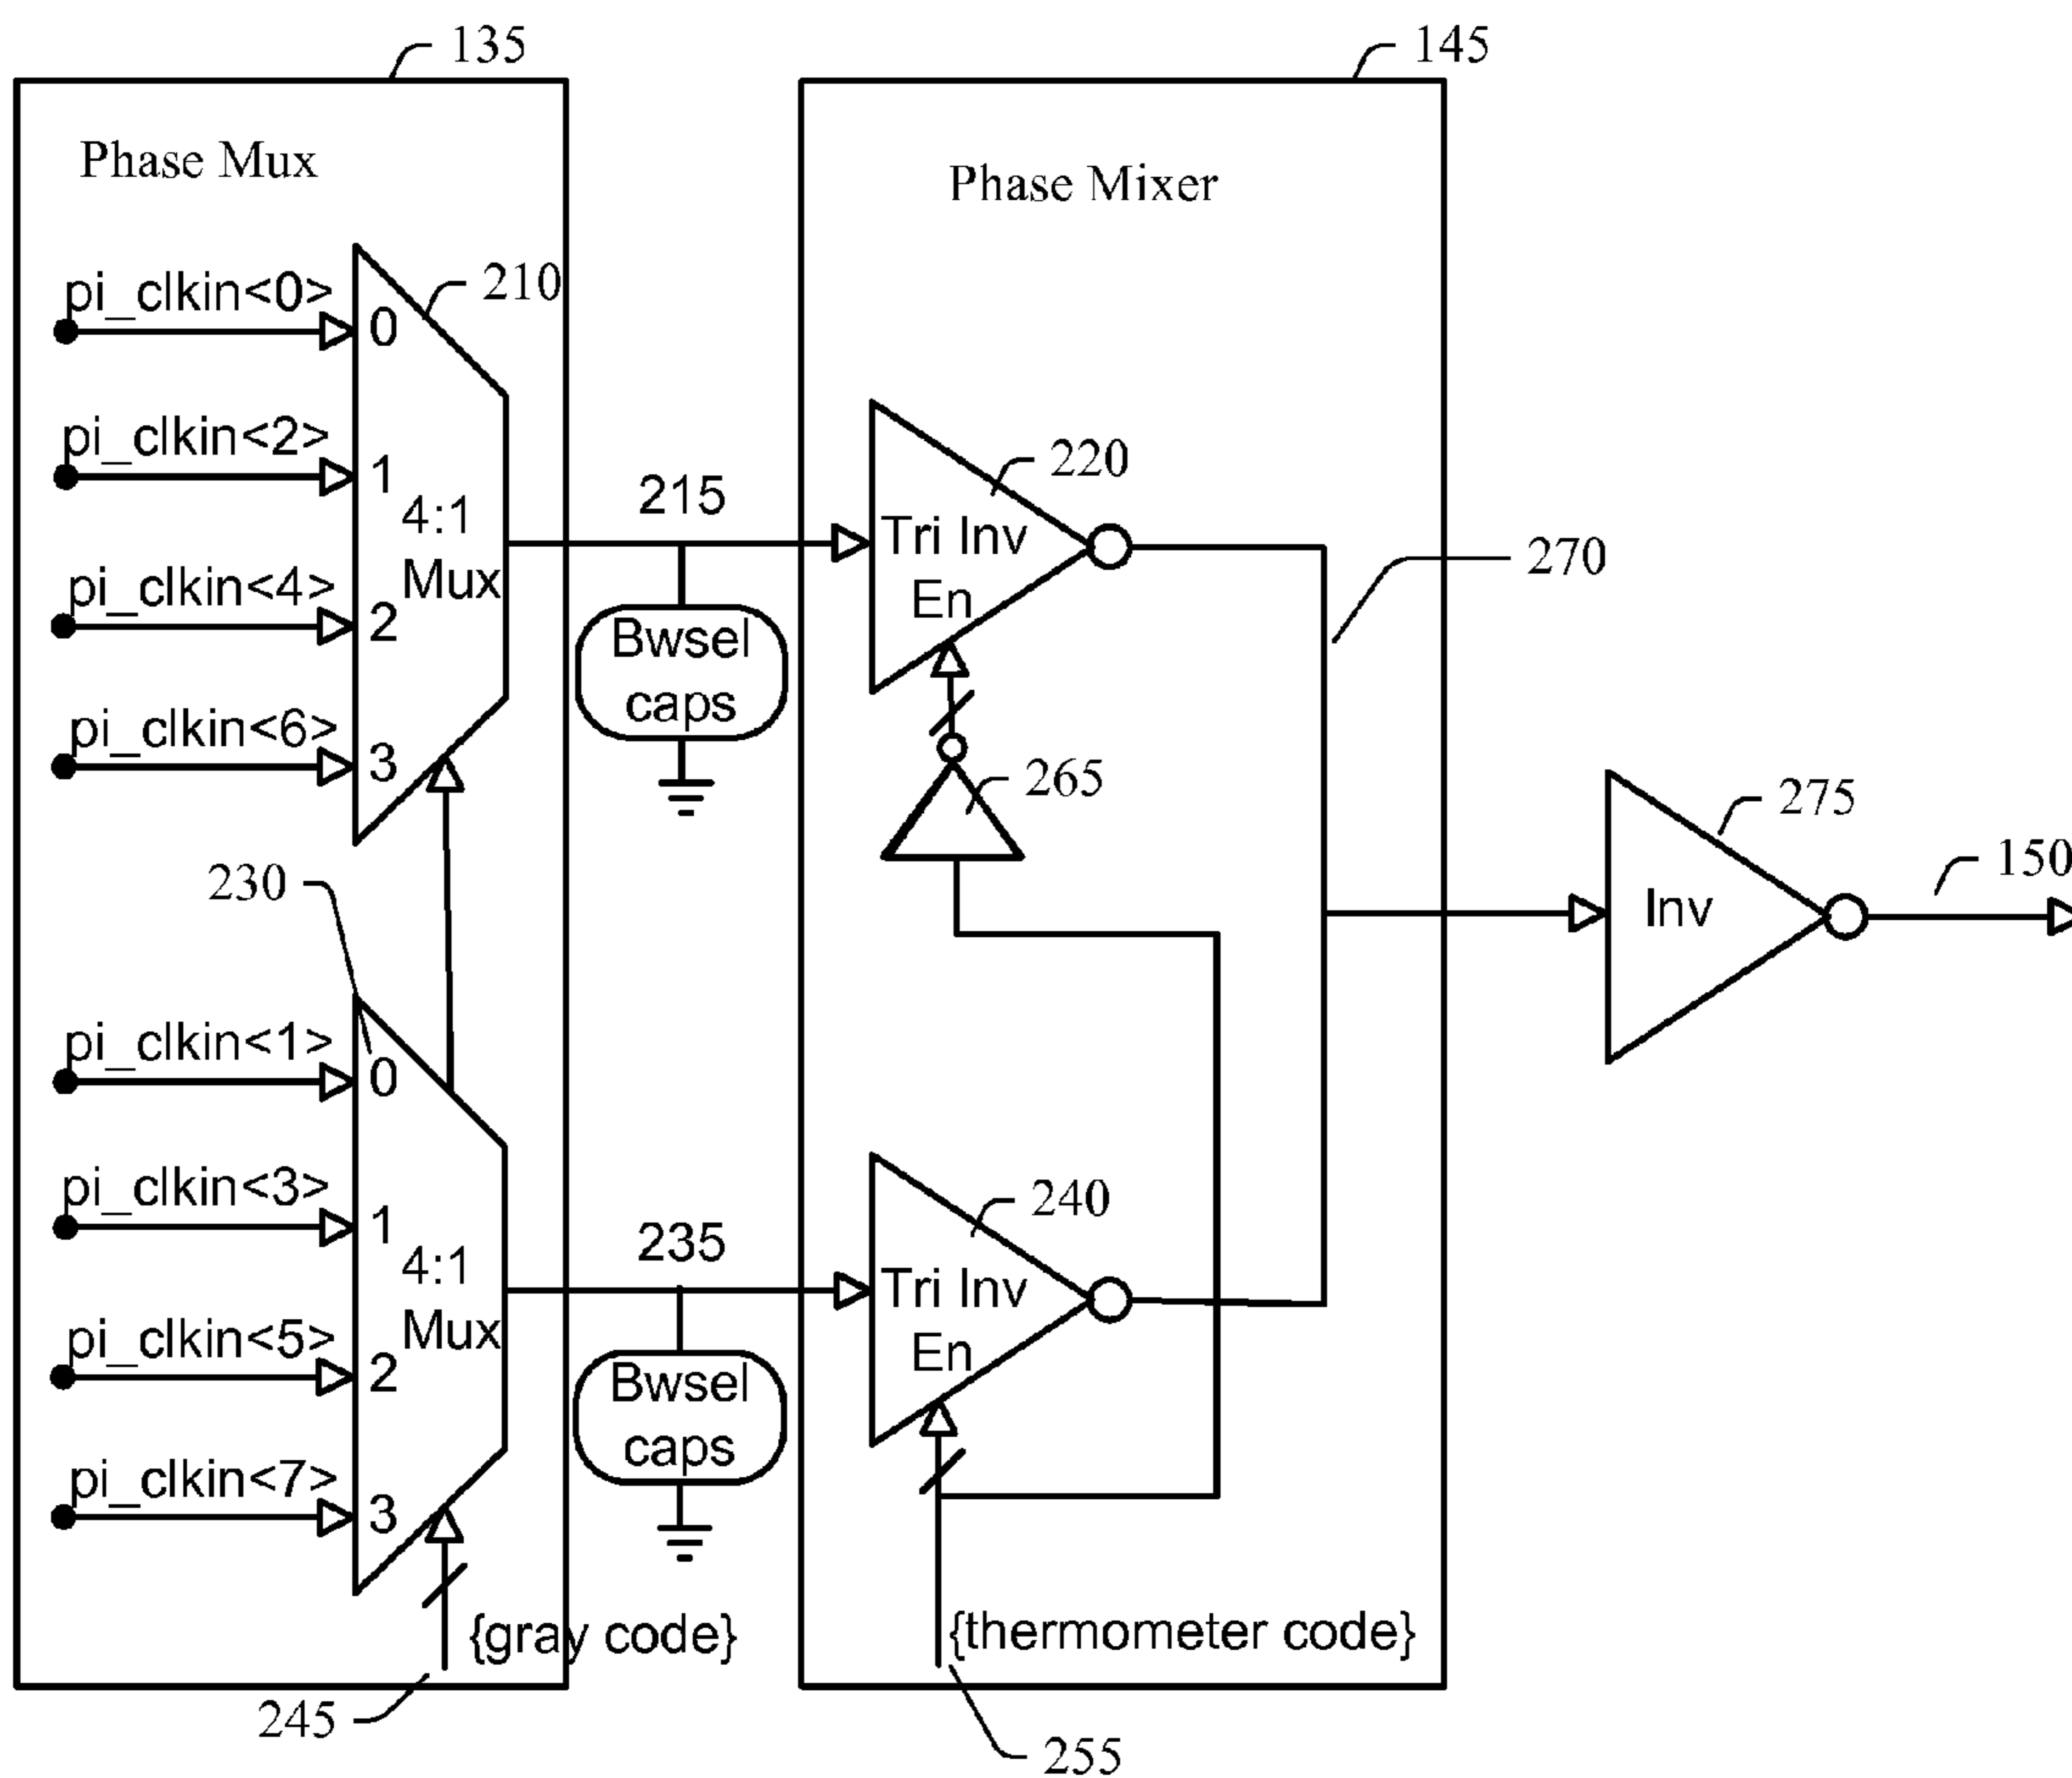 135
145
Phase Mux
Phase Mixer
pi_clkin<0>
0
210
pi_clkin<2>
1
4:1
Mux
pi_clkin<4>
2
pi_clkin<6>
3
215
Bwsel
caps
220
Tri Inv
En
270
265
275
Inv
150
230
pi_clkin<1>
0
pi_clkin<3>
1
4:1
Mux
pi_clkin<5>
2
pi_clkin<7>
3
235
Bwsel
caps
240
Tri Inv
En
{gray code}
{thermometer code}
245
255